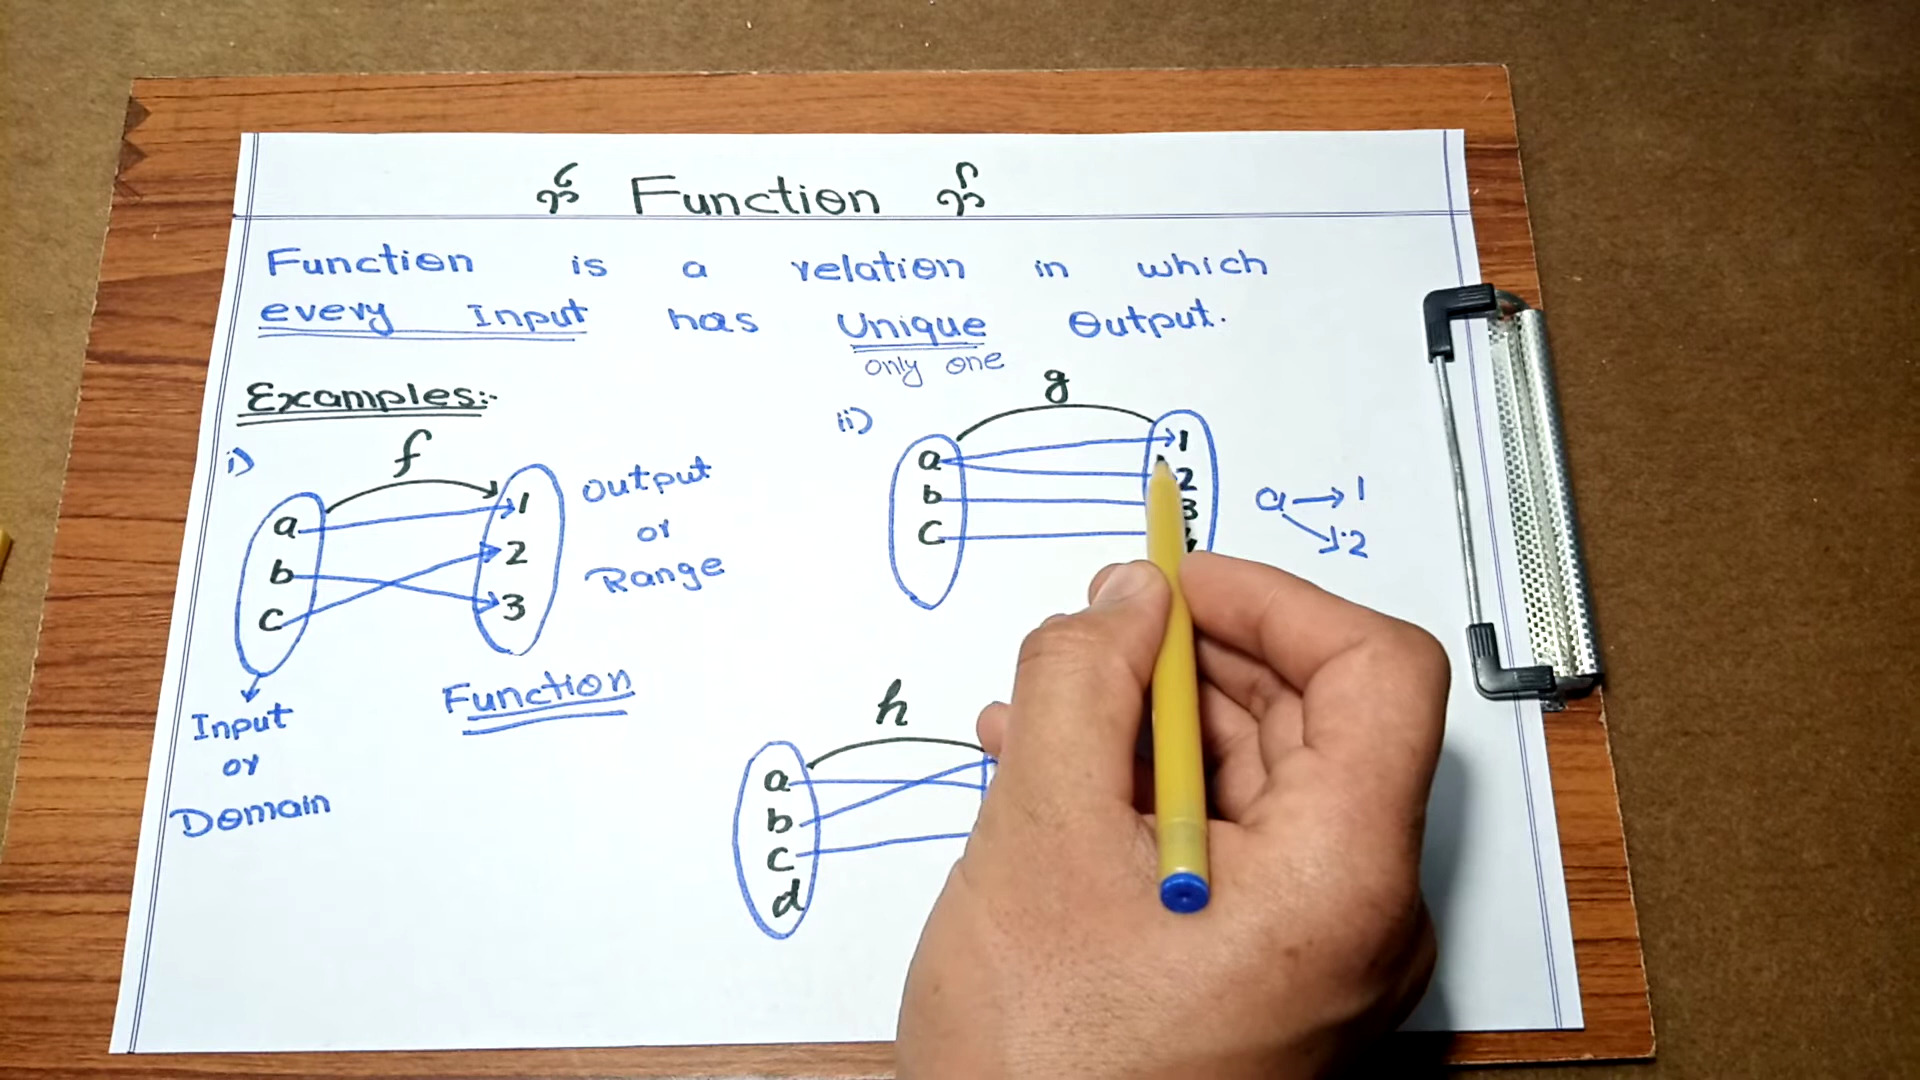 Function
Function is a relation in which
every Input has Unique Output.
only one
Examples:-
i)
f
a
b
c
1
2
3
Output
or
Range
Input
or
Domain
Function
ii)
g
a
b
c
1
2
3
a → 1
→ 2
h
a
b
c
d